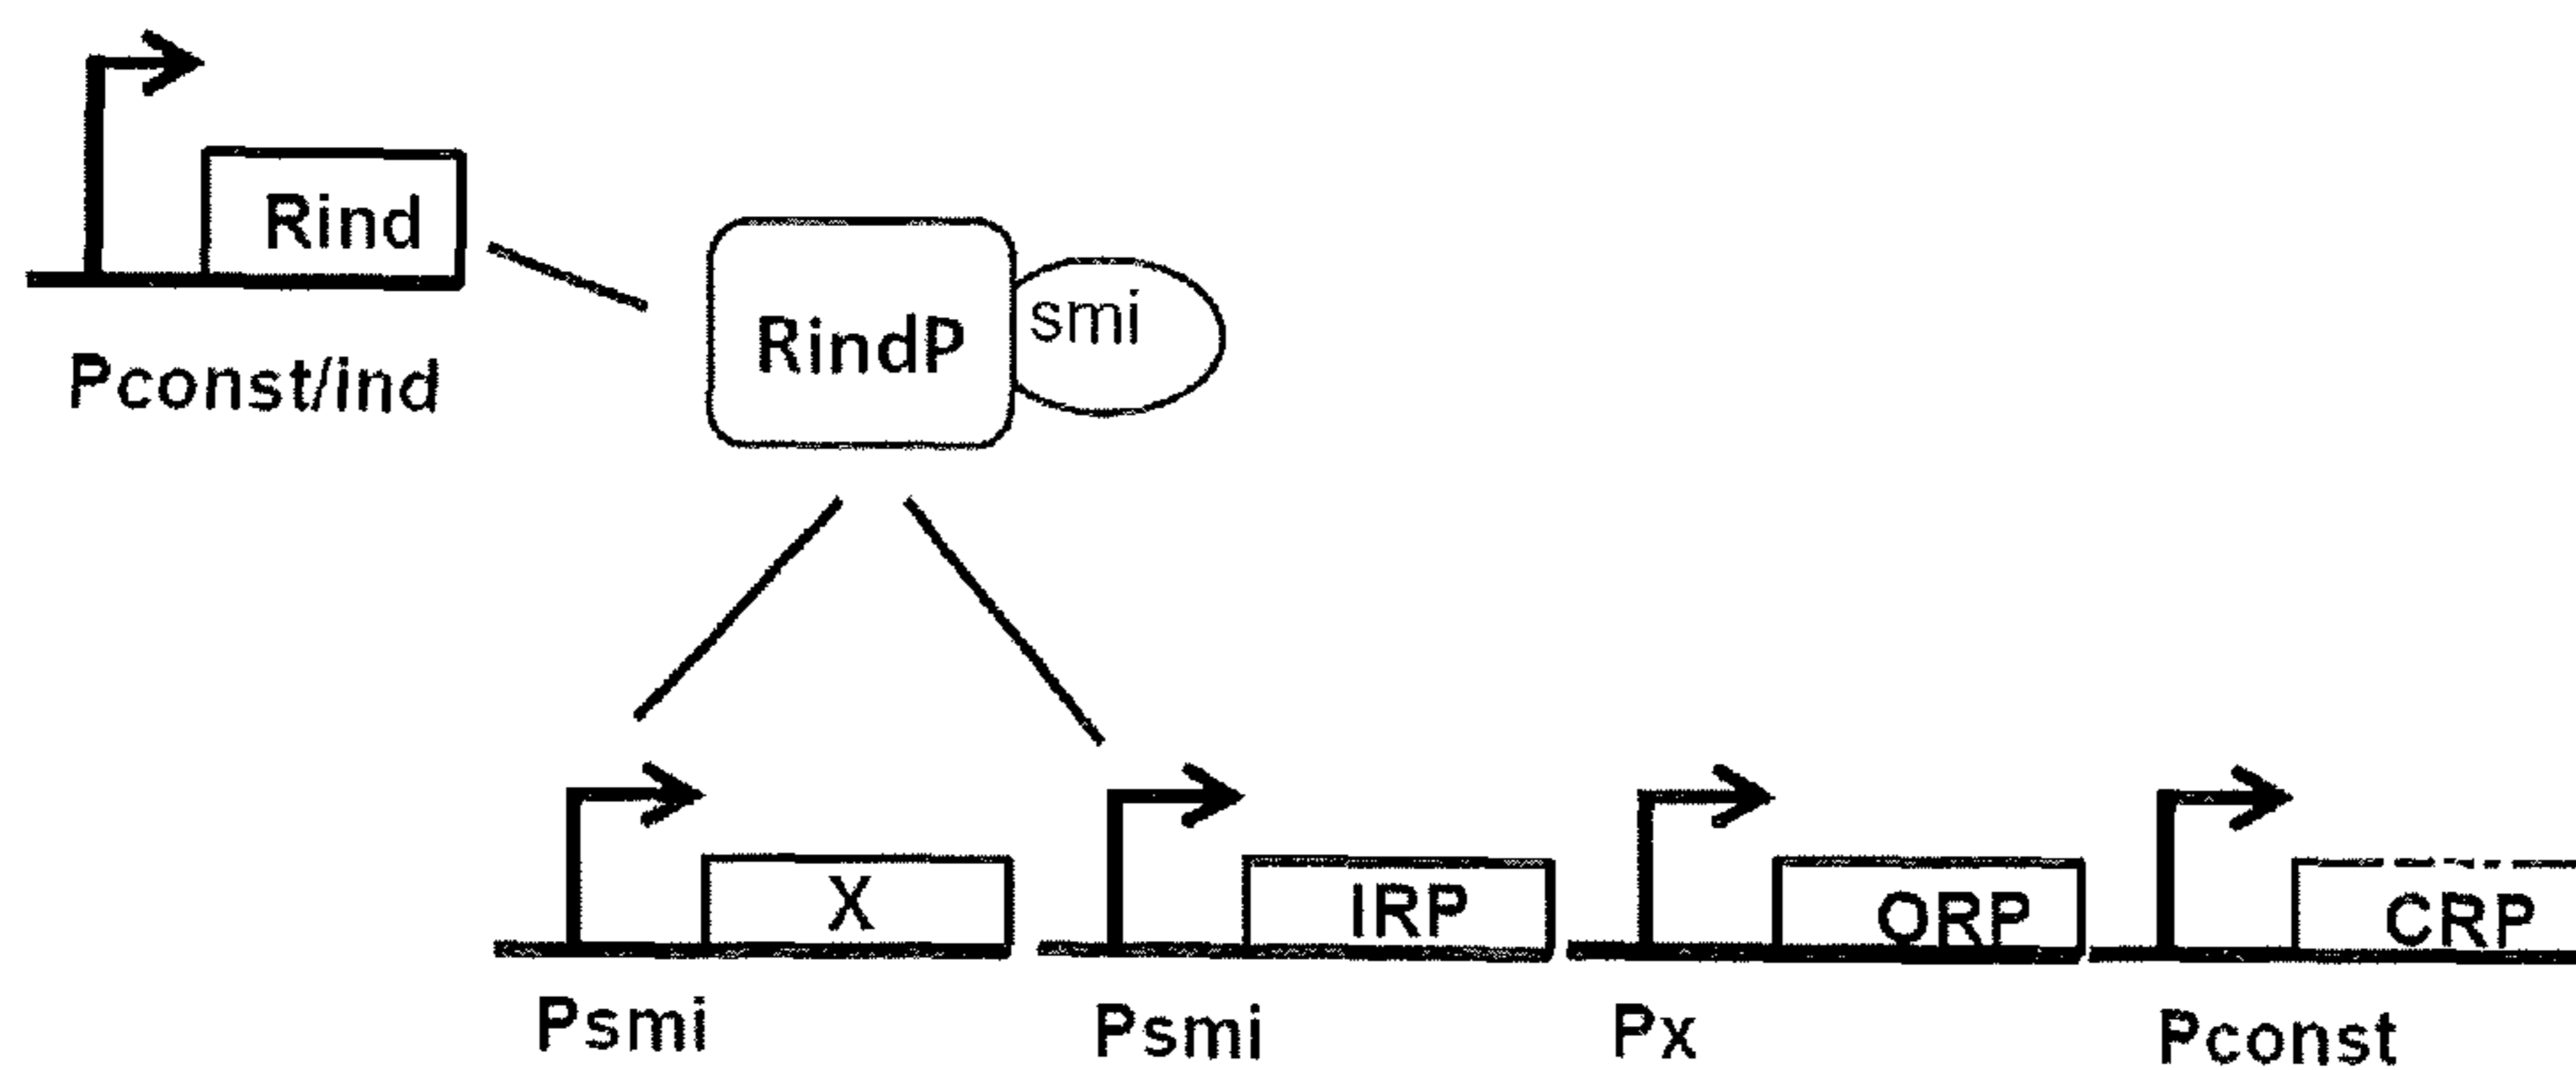 Rind
Pconst/ind
RindP
smi
X
IRP
ORP
CRP
Psmi
Psmi
Px
Pconst